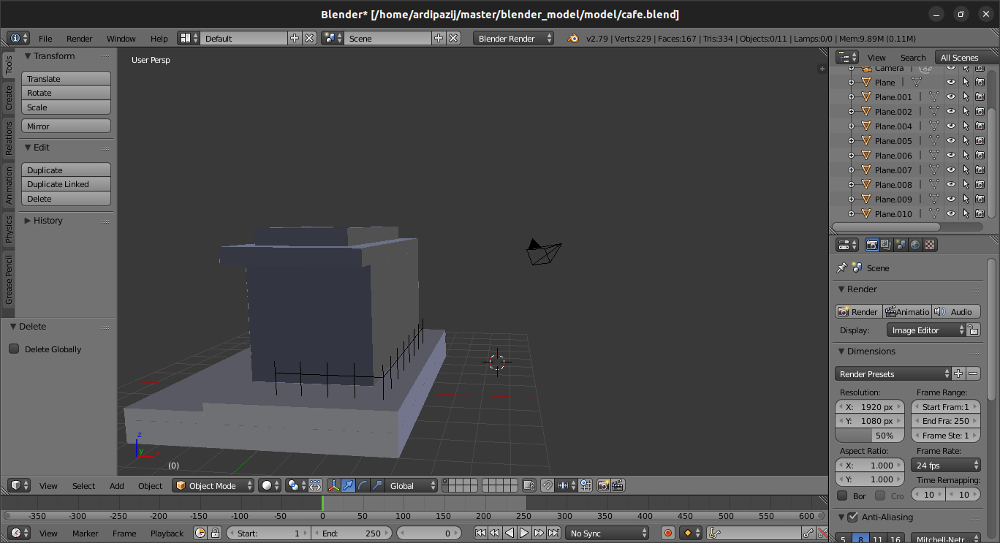 Blender* [/home/ardipazij/master/blender_model/model/cafe.blend]
File Render Window Help Default Scene Blender Render v2.79 | Verts:229 | Faces:167 | Tris:334 | Objects:0/11 | Lamps:0/0 | Mem:9.89M (0.11M)
Tools
Create
Relations
Animation
Physics
Grease Pencil
Transform
Translate
Rotate
Scale
Mirror
Edit
Duplicate
Duplicate Linked
Delete
History
Delete
Delete Globally
User Persp
z
y
x
(0)
View Search All Scenes
Camera
Plane
Plane.001
Plane.002
Plane.004
Plane.005
Plane.006
Plane.007
Plane.008
Plane.009
Plane.010
Scene
Render
Render Animatio Audio
Display: Image Editor
Dimensions
Render Presets
Resolution: Frame Range:
X: 1920 px Start Fram:1
Y: 1080 px End Fra: 250
50% Frame Ste: 1
Aspect Ratio: Frame Rate:
X: 1.000 24 fps
Y: 1.000 Time Remapping:
Bor Cro 10 10
Anti-Aliasing
5 8 11 16 Mitchell-Netr...
View Select Add Object Object Mode Global
-350 -300 -250 -200 -150 -100 -50 0 50 100 150 200 250 300 350 400 450 500 550 600
View Marker Frame Playback Start: 1 End: 250 0 No Sync